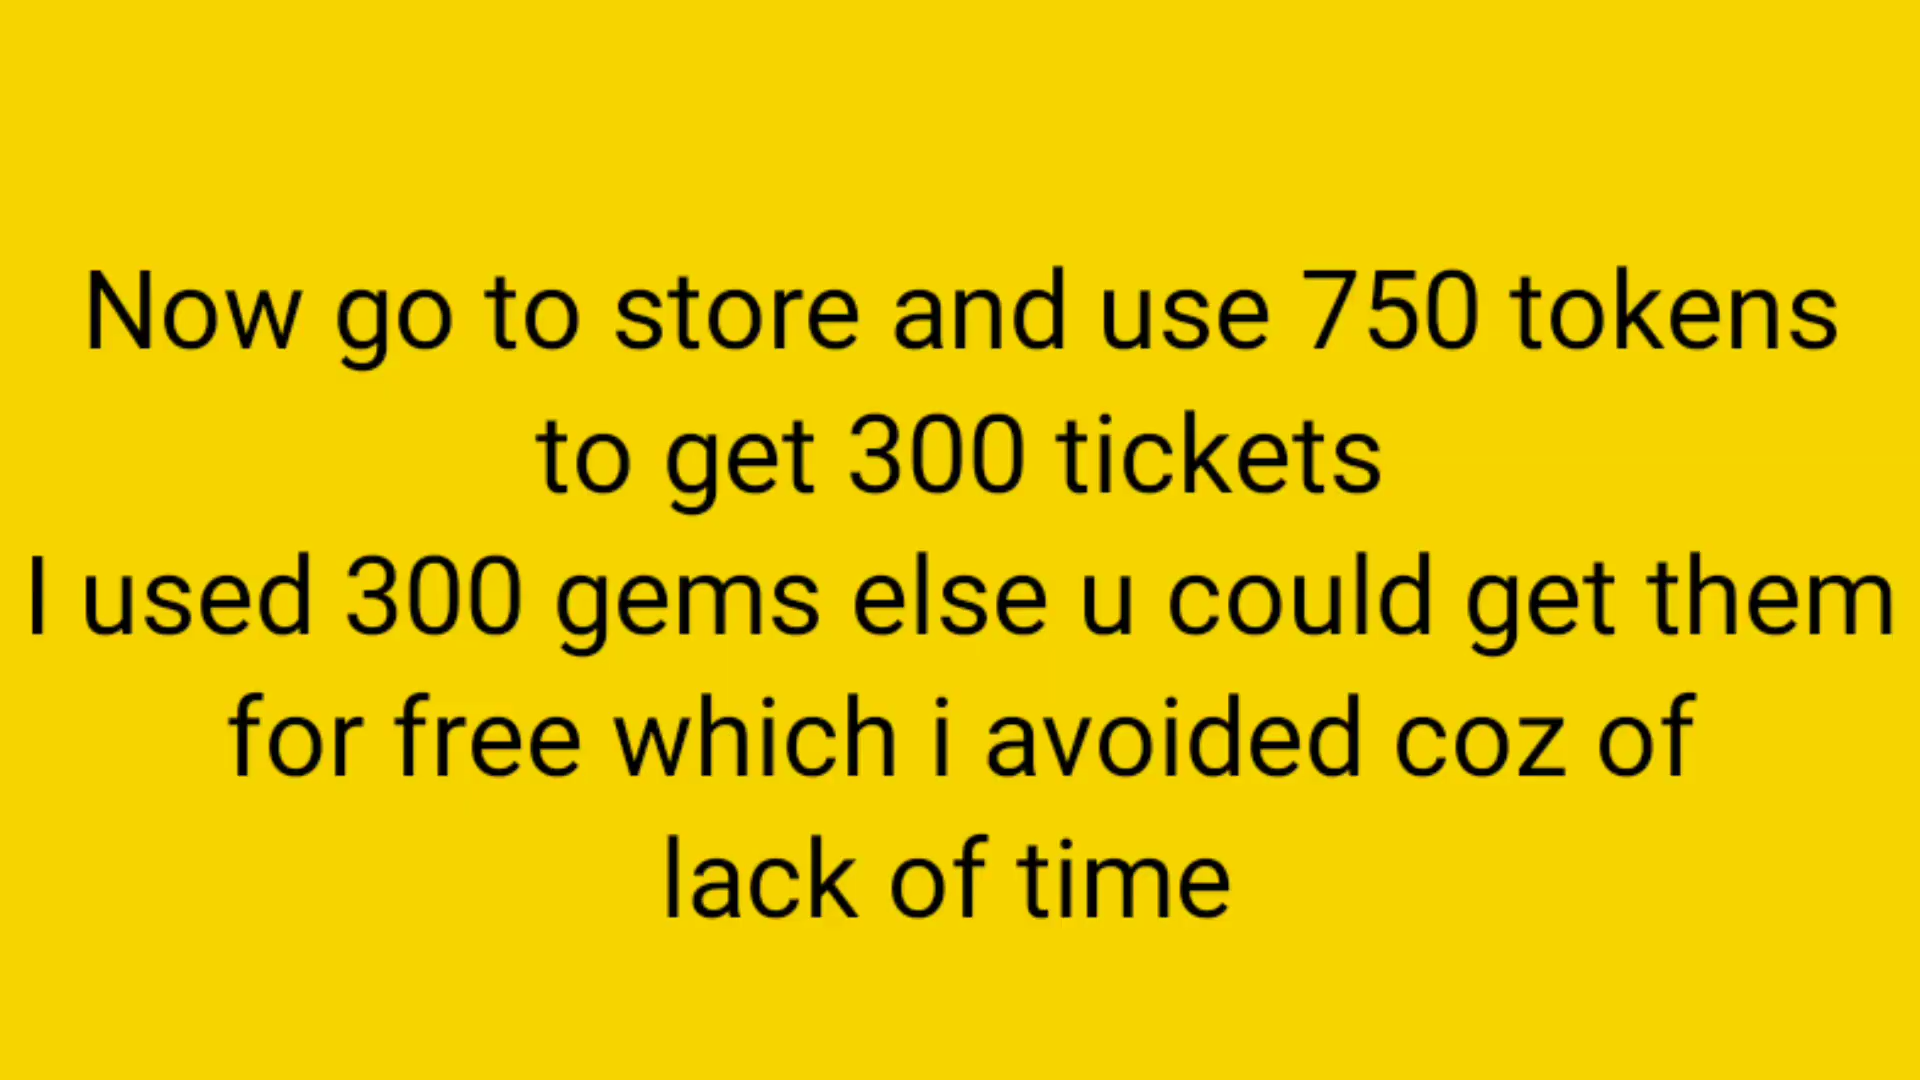 Now go to store and use 750 tokens
to get 300 tickets
I used 300 gems else u could get them
for free which i avoided coz of
lack of time